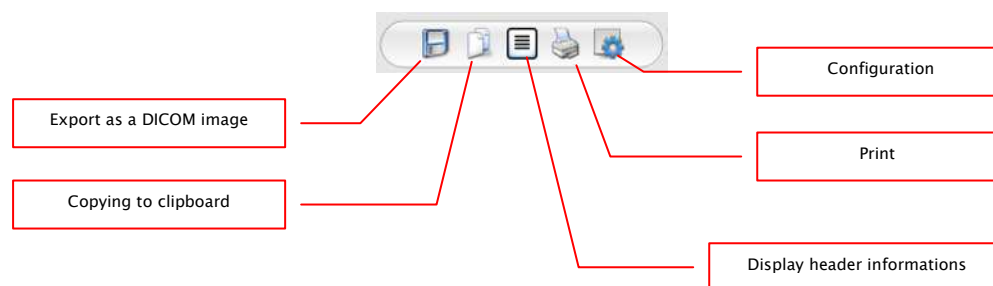 Configuration
Export as a DICOM image
Print
Copying to clipboard
Display header informations